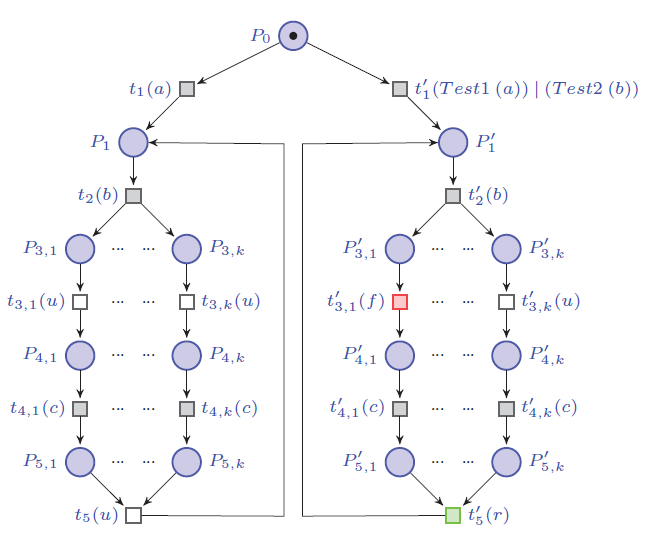 P₀
t₁(a) t′₁(Test1 (a)) | (Test2 (b))
P₁ P′₁
t₂(b) t′₂(b)
P₃,₁ ... ... P₃,ₖ P′₃,₁ ... ... P′₃,ₖ
t₃,₁(u) ... ... t₃,ₖ(u) t′₃,₁(f) ... ... t′₃,ₖ(u)
P₄,₁ ... ... P₄,ₖ P′₄,₁ ... ... P′₄,ₖ
t₄,₁(c) ... ... t₄,ₖ(c) t′₄,₁(c) ... ... t′₄,ₖ(c)
P₅,₁ ... ... P₅,ₖ P′₅,₁ ... ... P′₅,ₖ
t₅(u) t′₅(r)